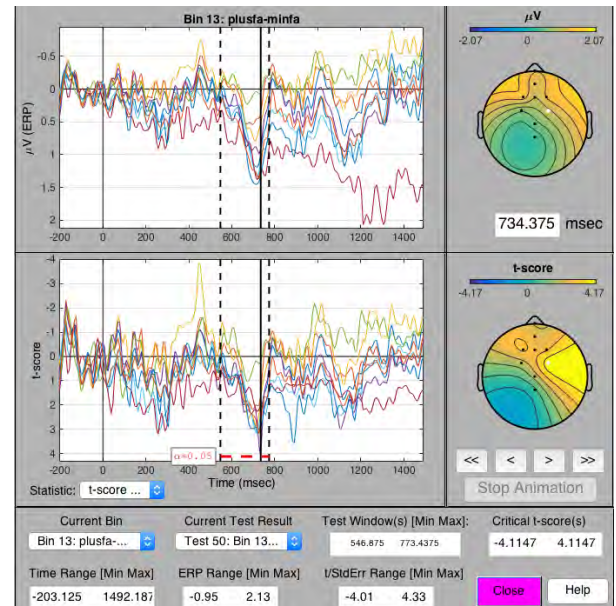 Bin 13: plusfa-minfa
μV (ERP)
-0.5
0
0.5
1
1.5
2
-200 0 200 400 600 800 1000 1200 1400
μV
-2.07 0 2.07
734.375 msec
t-score
-4
-3
-2
-1
0
1
2
3
4
α≈0.05
-200 0 200 400 600 800 1000 1200 1400
Time (msec)
Statistic: t-score ...
t-score
-4.17 0 4.17
<< < > >>
Stop Animation
Current Bin Current Test Result Test Window(s) [Min Max]: Critical t-score(s)
Bin 13: plusfa-... Test 50: Bin 13... 546.875 773.4375 -4.1147 4.1147
Time Range [Min Max] ERP Range [Min Max] t/StdErr Range [Min Max]
-203.125 1492.187 -0.95 2.13 -4.01 4.33 Close Help